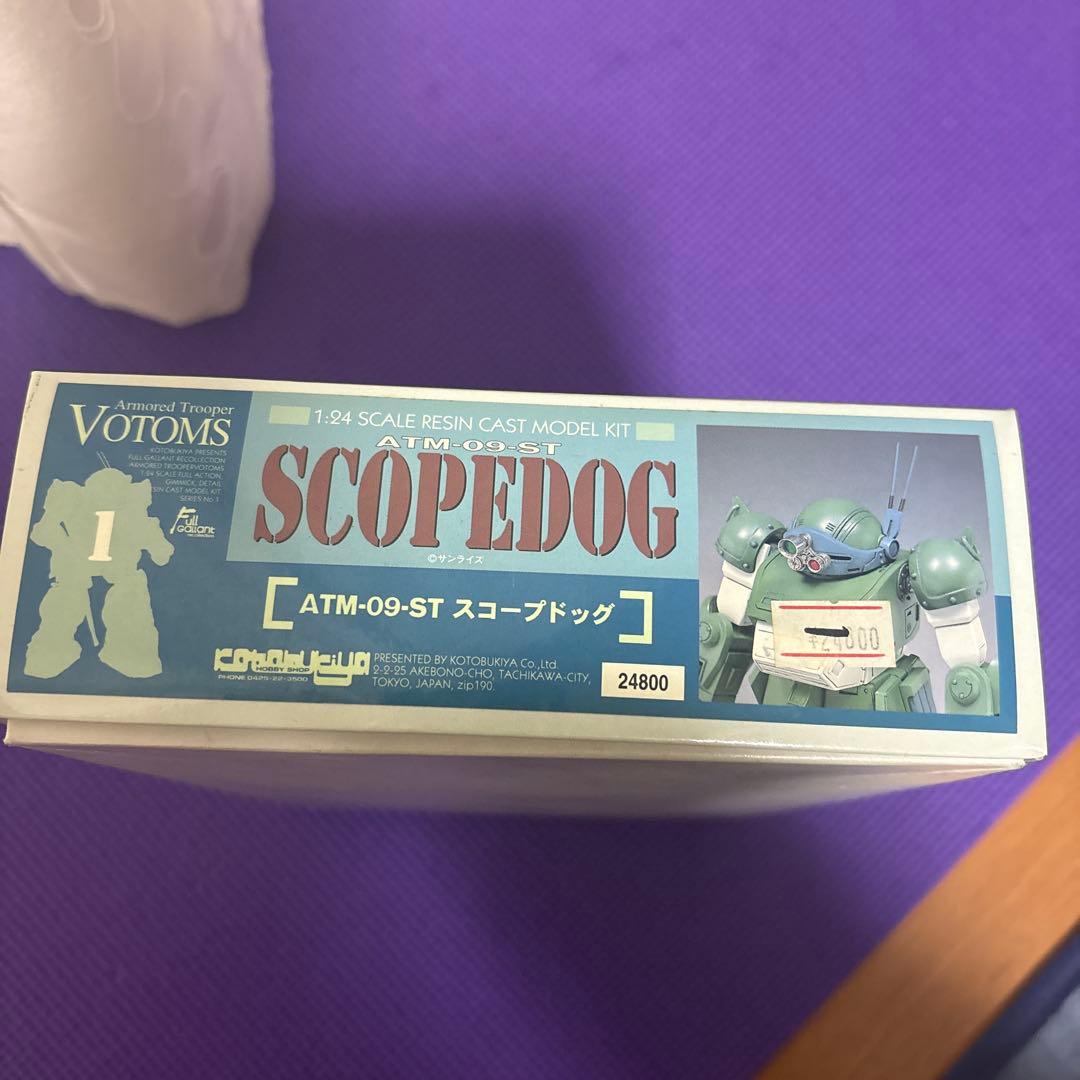 Armored Trooper
VOTOMS
KOTOBUKIYA PRESENTS
FULL GALLANT RECOLLECTION
ARMORED TROOPERVOTOMS
1:24 SCALE FULL ACTION,
GIMMICK, DETAIL
RESIN CAST MODEL KIT.
SERIES No.1
1
Full
Gallant
recollection
1:24 SCALE RESIN CAST MODEL KIT
ATM-09-ST
SCOPEDOG
©サンライズ
[ATM-09-ST スコープドッグ]
Kotobukiya
HOBBY SHOP
PHONE 0425-22-3500
PRESENTED BY KOTOBUKIYA Co.,Ltd.
2-2-25 AKEBONO-CHO, TACHIKAWA-CITY,
TOKYO, JAPAN, zip190.
24800
¥24800